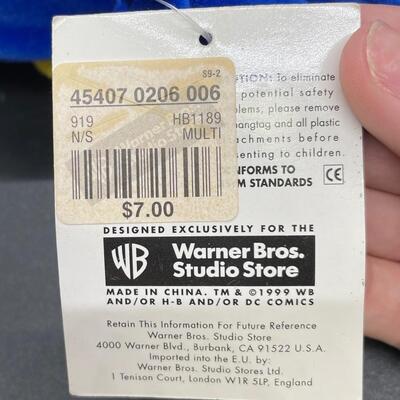 S9-2
45407 0206 006
919 HB1189
N/S MULTI
$7.00
TION: To eliminate
potential safety
blems, please remove
hangtag and all plastic
achments before
senting to children.
NFORMS TO
M STANDARDS CE
DESIGNED EXCLUSIVELY FOR THE
WB Warner Bros.
Studio Store
MADE IN CHINA. TM & ©1999 WB
AND/OR H-B AND/OR DC COMICS
Retain This Information For Future Reference
Warner Bros. Studio Store
4000 Warner Blvd., Burbank, CA 91522 U.S.A.
Imported into the E.U. by:
Warner Bros. Studio Stores Ltd.
1 Tenison Court, London W1R 5LP, England